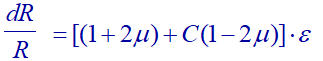 dR/R = [(1+2μ)+C(1−2μ)]·ε